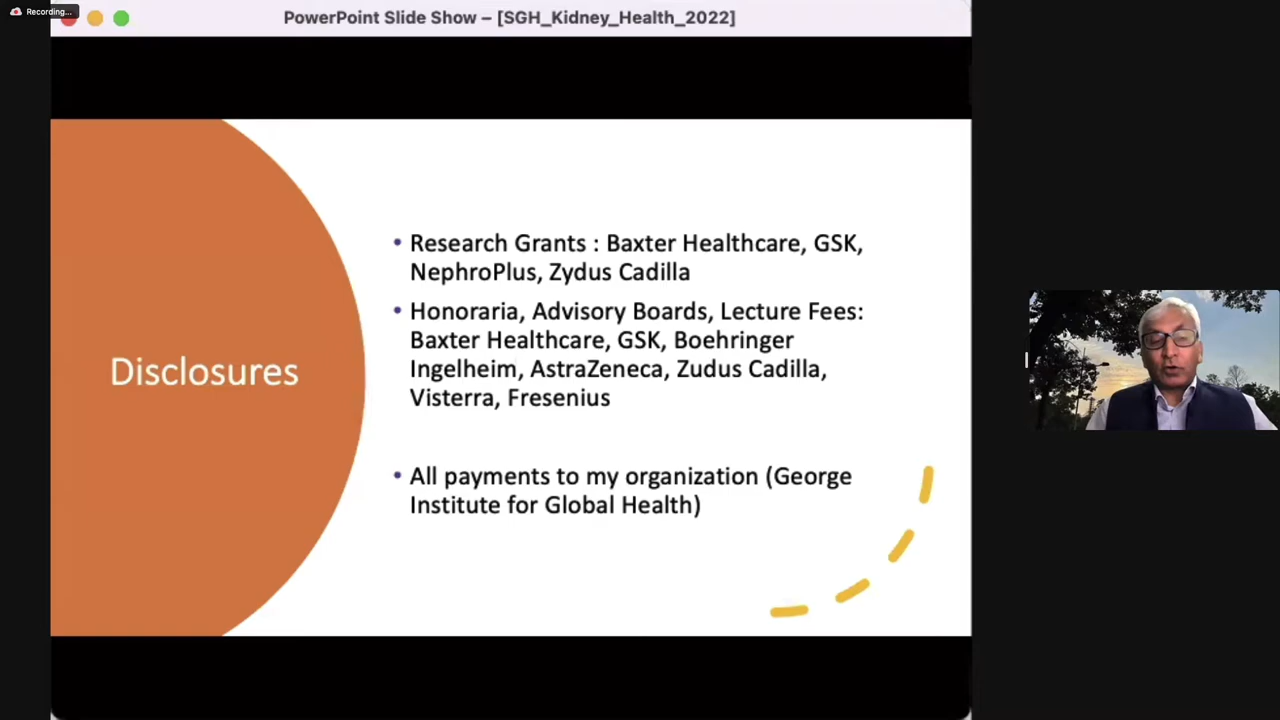 Recording...
PowerPoint Slide Show – [SGH_Kidney_Health_2022]
Disclosures
• Research Grants : Baxter Healthcare, GSK,
NephroPlus, Zydus Cadilla
• Honoraria, Advisory Boards, Lecture Fees:
Baxter Healthcare, GSK, Boehringer
Ingelheim, AstraZeneca, Zudus Cadilla,
Visterra, Fresenius
• All payments to my organization (George
Institute for Global Health)